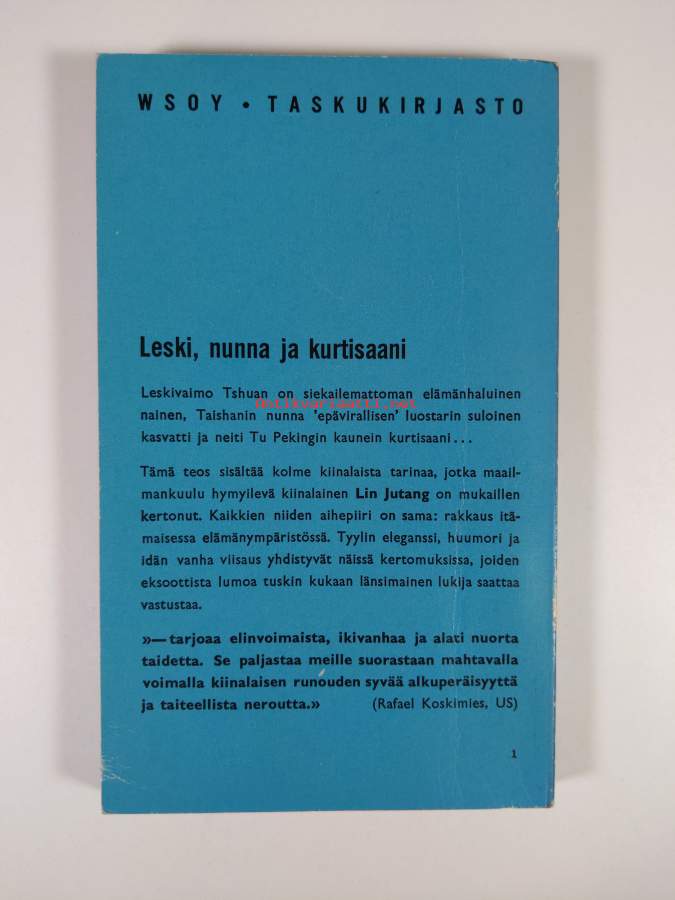 WSOY • TASKUKIRJASTO
Leski, nunna ja kurtisaani
Leskivaimo Tshuan on siekailemattoman elämänhaluinen
antikvariaatti.net
nainen, Taishanin nunna 'epävirallisen' luostarin suloinen
kasvatti ja neiti Tu Pekingin kaunein kurtisaani...
Tämä teos sisältää kolme kiinalaista tarinaa, jotka maail-
mankuulu hymyilevä kiinalainen Lin Jutang on mukaillen
kertonut. Kaikkien niiden aihepiiri on sama: rakkaus itä-
maisessa elämänympäristössä. Tyylin eleganssi, huumori ja
idän vanha viisaus yhdistyvät näissä kertomuksissa, joiden
eksoottista lumoa tuskin kukaan länsimainen lukija saattaa
vastustaa.
»—tarjoaa elinvoimaista, ikivanhaa ja alati nuorta
taidetta. Se paljastaa meille suorastaan mahtavalla
voimalla kiinalaisen runouden syvää alkuperäisyyttä
ja taiteellista neroutta.» (Rafael Koskimies, US)
1